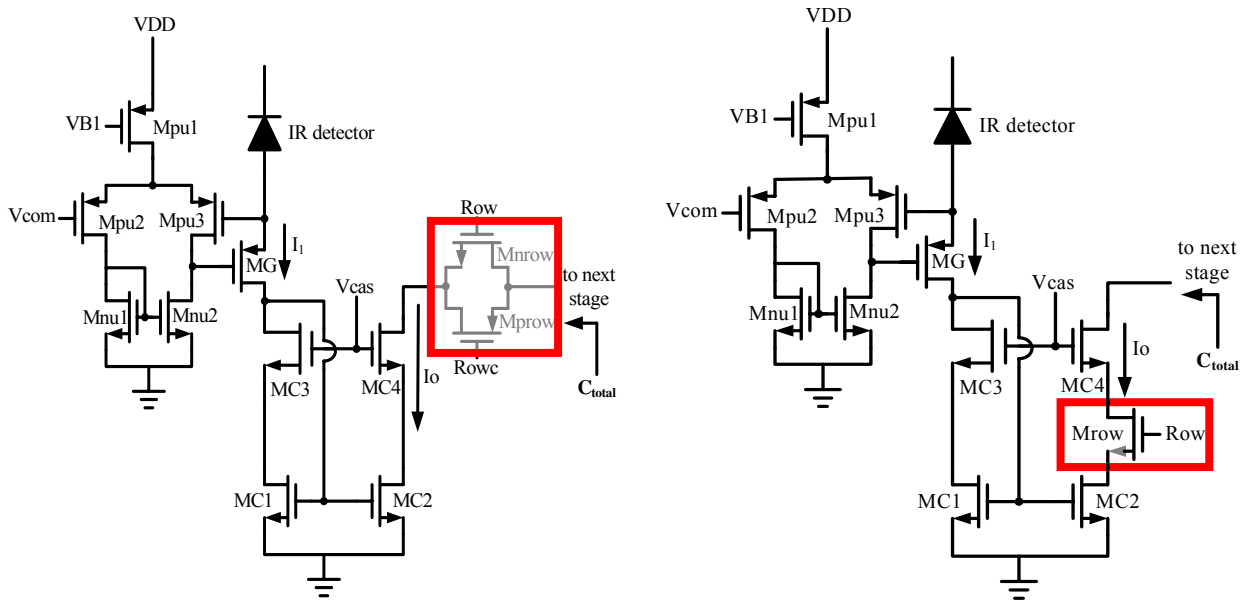 VDD
VB1
Mpu1
IR detector
Vcom
Mpu2
Mpu3
I1
MG
Mnu1
Mnu2
Vcas
Row
Mnrow
Mprow
Rowc
to next
stage
Ctotal
MC3
MC4
Io
MC1
MC2
VDD
VB1
Mpu1
IR detector
Vcom
Mpu2
Mpu3
I1
MG
Mnu1
Mnu2
Vcas
to next
stage
Ctotal
MC3
MC4
Io
Mrow
Row
MC1
MC2